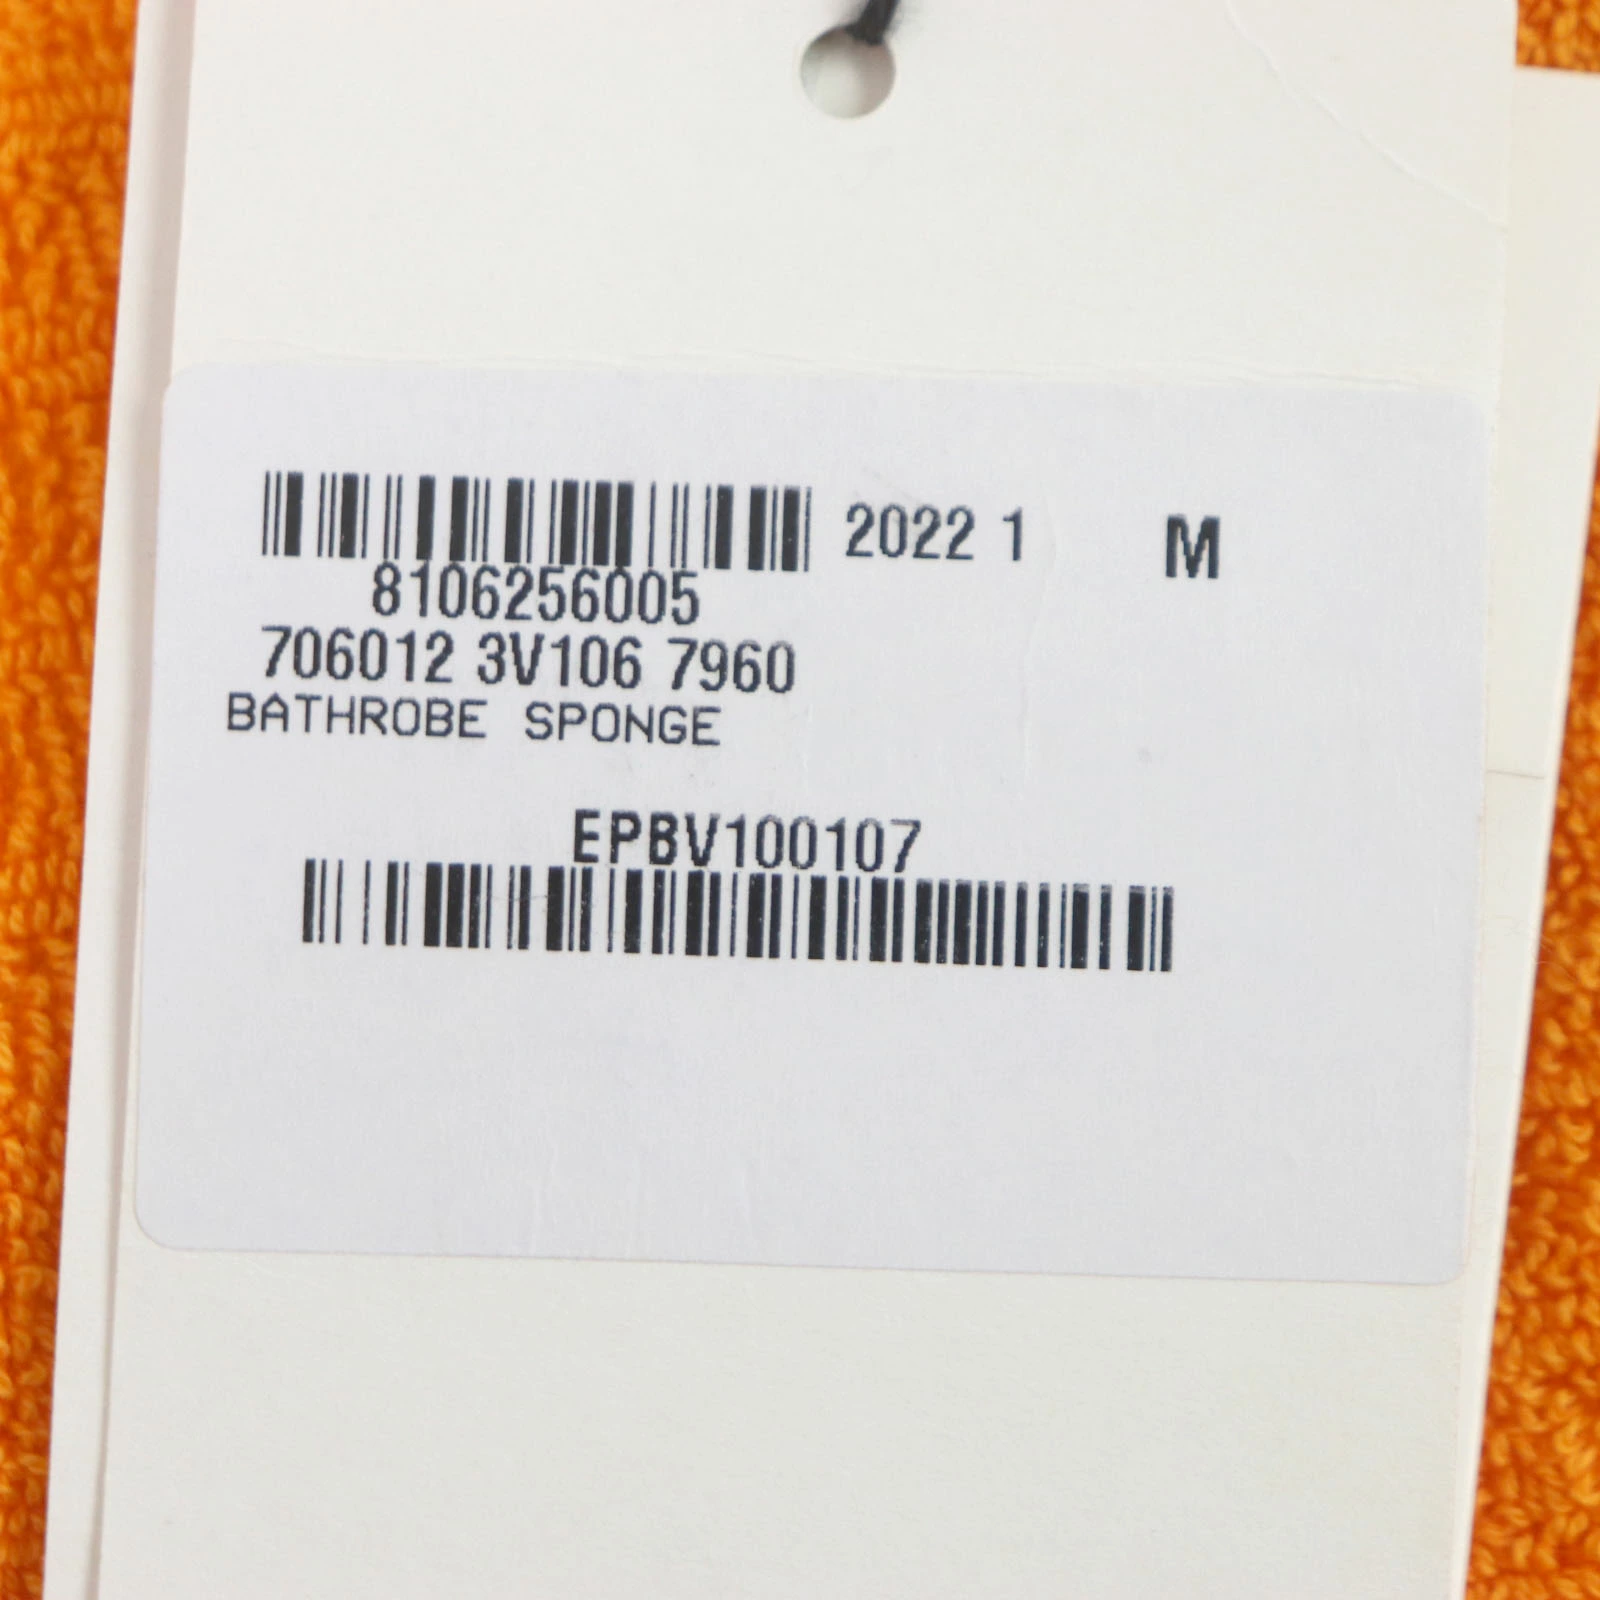 2022 1 M
8106256005
706012 3V106 7960
BATHROBE SPONGE
EPBV100107